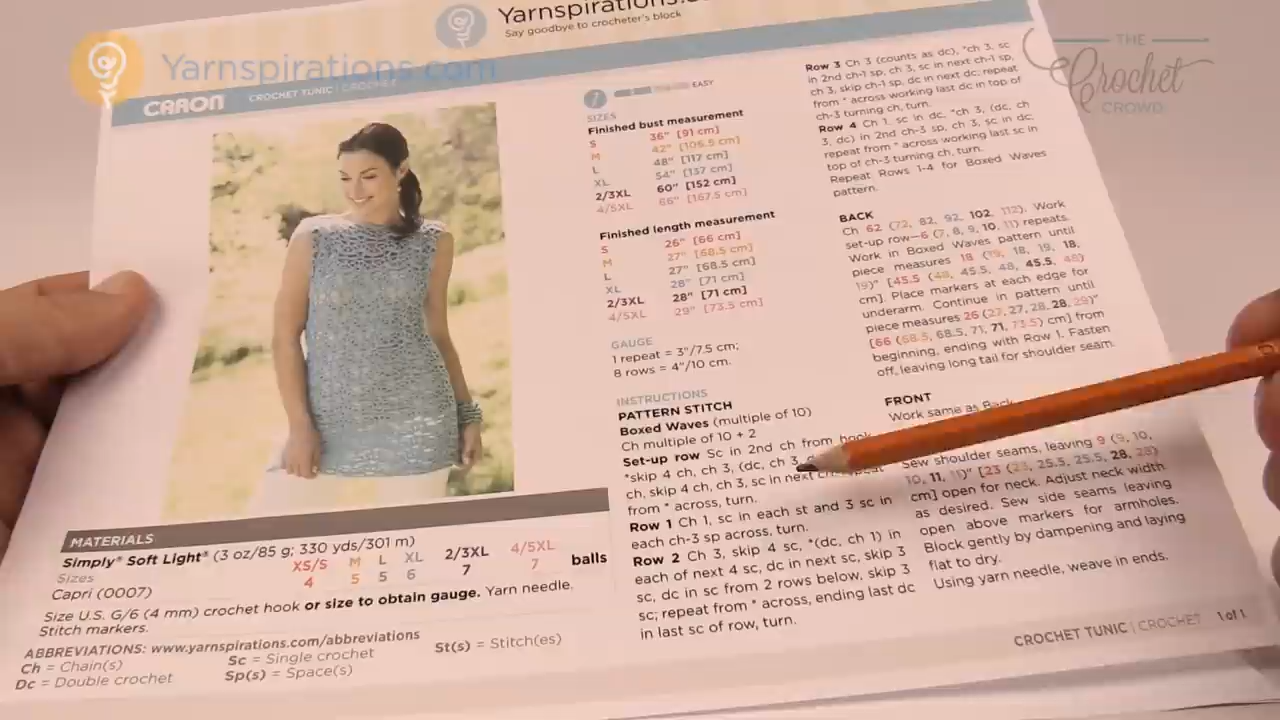 Yarnspirations.com
Yarnspirations.
Say goodbye to crocheter's block
THE
Crochet
CROWD
CARON
CROCHET TUNIC | CROCHET
EASY
SIZES
Finished bust measurement
S 36" [91 cm]
M 42" [106.5 cm]
L 48" [117 cm]
XL 54" [137 cm]
2/3XL 60" [152 cm]
4/5XL 66" [167.5 cm]
Finished length measurement
S 26" [66 cm]
M 27" [68.5 cm]
L 27" [68.5 cm]
XL 28" [71 cm]
2/3XL 28" [71 cm]
4/5XL 29" [73.5 cm]
GAUGE
1 repeat = 3"/7.5 cm;
8 rows = 4"/10 cm.
INSTRUCTIONS
PATTERN STITCH
Boxed Waves (multiple of 10)
Ch multiple of 10 + 2
Set-up row Sc in 2nd ch from hook,
*skip 4 ch, ch 3, (dc, ch 3,
ch, skip 4 ch, ch 3, sc in next
from * across, turn.
Row 1 Ch 1, sc in each st and 3 sc in
each ch-3 sp across, turn.
Row 2 Ch 3, skip 4 sc, *(dc, ch 1) in
each of next 4 sc, dc in next sc, skip 3
sc, dc in sc from 2 rows below, skip 3
sc; repeat from * across, ending last dc
in last sc of row, turn.
Row 3 Ch 3 (counts as dc), *ch 3, sc
in 2nd ch-1 sp, ch 3, sc in next ch-1 sp,
ch 3, skip ch-1 sp, dc in next dc; repeat
from * across working last dc in top of
ch-3 turning ch, turn.
Row 4 Ch 1, sc in dc, *ch 3, (dc, ch
3, dc) in 2nd ch-3 sp, ch 3, sc in dc;
repeat from * across working last sc in
top of ch-3 turning ch, turn.
Repeat Rows 1-4 for Boxed Waves
pattern.
BACK
Ch 62 (72, 82, 92, 102, 112). Work
set-up row—6 (7, 8, 9, 10, 11) repeats.
Work in Boxed Waves pattern until
piece measures 18 (19, 18, 19, 18,
19)" [45.5 (48, 45.5, 48, 45.5, 48)
cm]. Place markers at each edge for
underarm. Continue in pattern until
piece measures 26 (27, 27, 28, 28, 29)"
[66 (68.5, 68.5, 71, 71, 73.5) cm] from
beginning, ending with Row 1. Fasten
off, leaving long tail for shoulder seam.
FRONT
Work same as Back.
Sew shoulder seams, leaving 9 (9, 10,
10, 11, 11)" [23 (23, 25.5, 25.5, 28, 28)
cm] open for neck. Adjust neck width
as desired. Sew side seams leaving
open above markers for armholes.
Block gently by dampening and laying
flat to dry.
Using yarn needle, weave in ends.
MATERIALS
Simply® Soft Light® (3 oz/85 g; 330 yds/301 m)
Sizes XS/S M L XL 2/3XL 4/5XL
Capri (0007) 4 5 5 6 7 7 balls
Size U.S. G/6 (4 mm) crochet hook or size to obtain gauge. Yarn needle.
Stitch markers.
ABBREVIATIONS: www.yarnspirations.com/abbreviations
Ch = Chain(s) Sc = Single crochet St(s) = Stitch(es)
Dc = Double crochet Sp(s) = Space(s)
CROCHET TUNIC | CROCHET 1 of 1